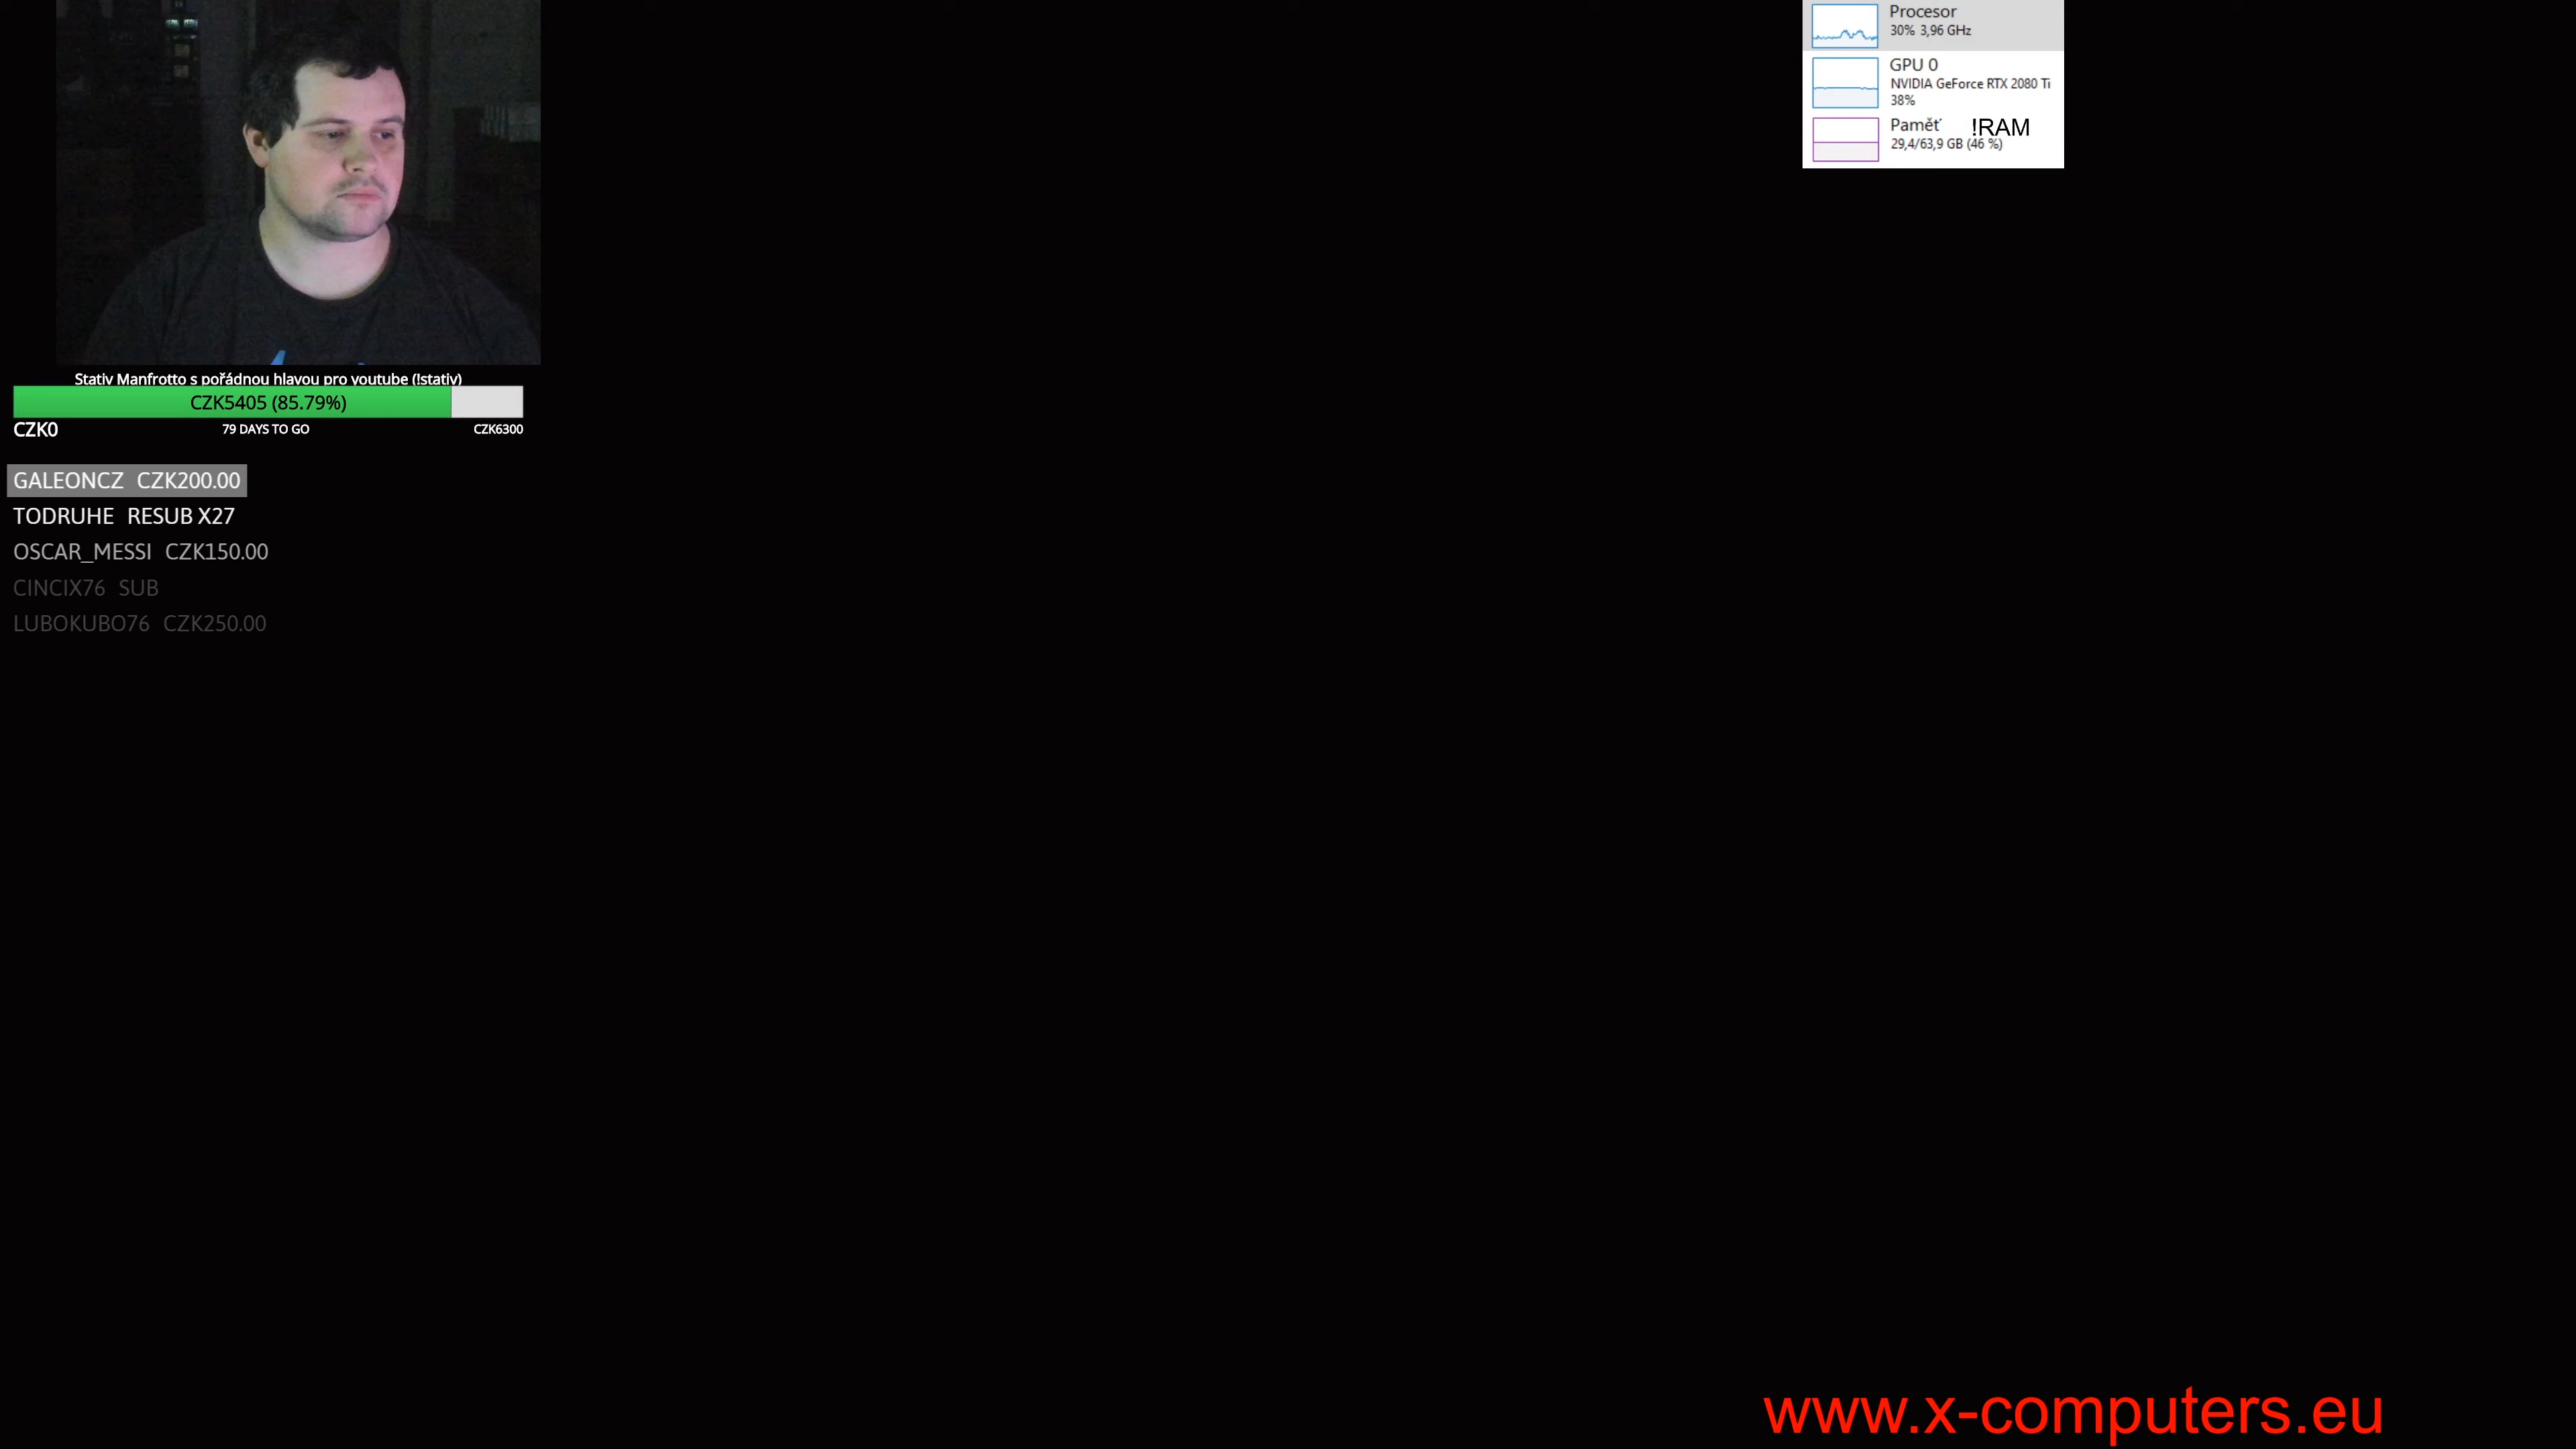 Procesor
30% 3,96 GHz
GPU 0
NVIDIA GeForce RTX 2080 Ti
38%
Paměť !RAM
29,4/63,9 GB (46 %)
Stativ Manfrotto s pořádnou hlavou pro youtube (!stativ)
CZK5405 (85.79%)
CZK0 79 DAYS TO GO CZK6300
GALEONCZ CZK200.00
TODRUHE RESUB X27
OSCAR_MESSI CZK150.00
CINCIX76 SUB
LUBOKUBO76 CZK250.00
www.x-computers.eu